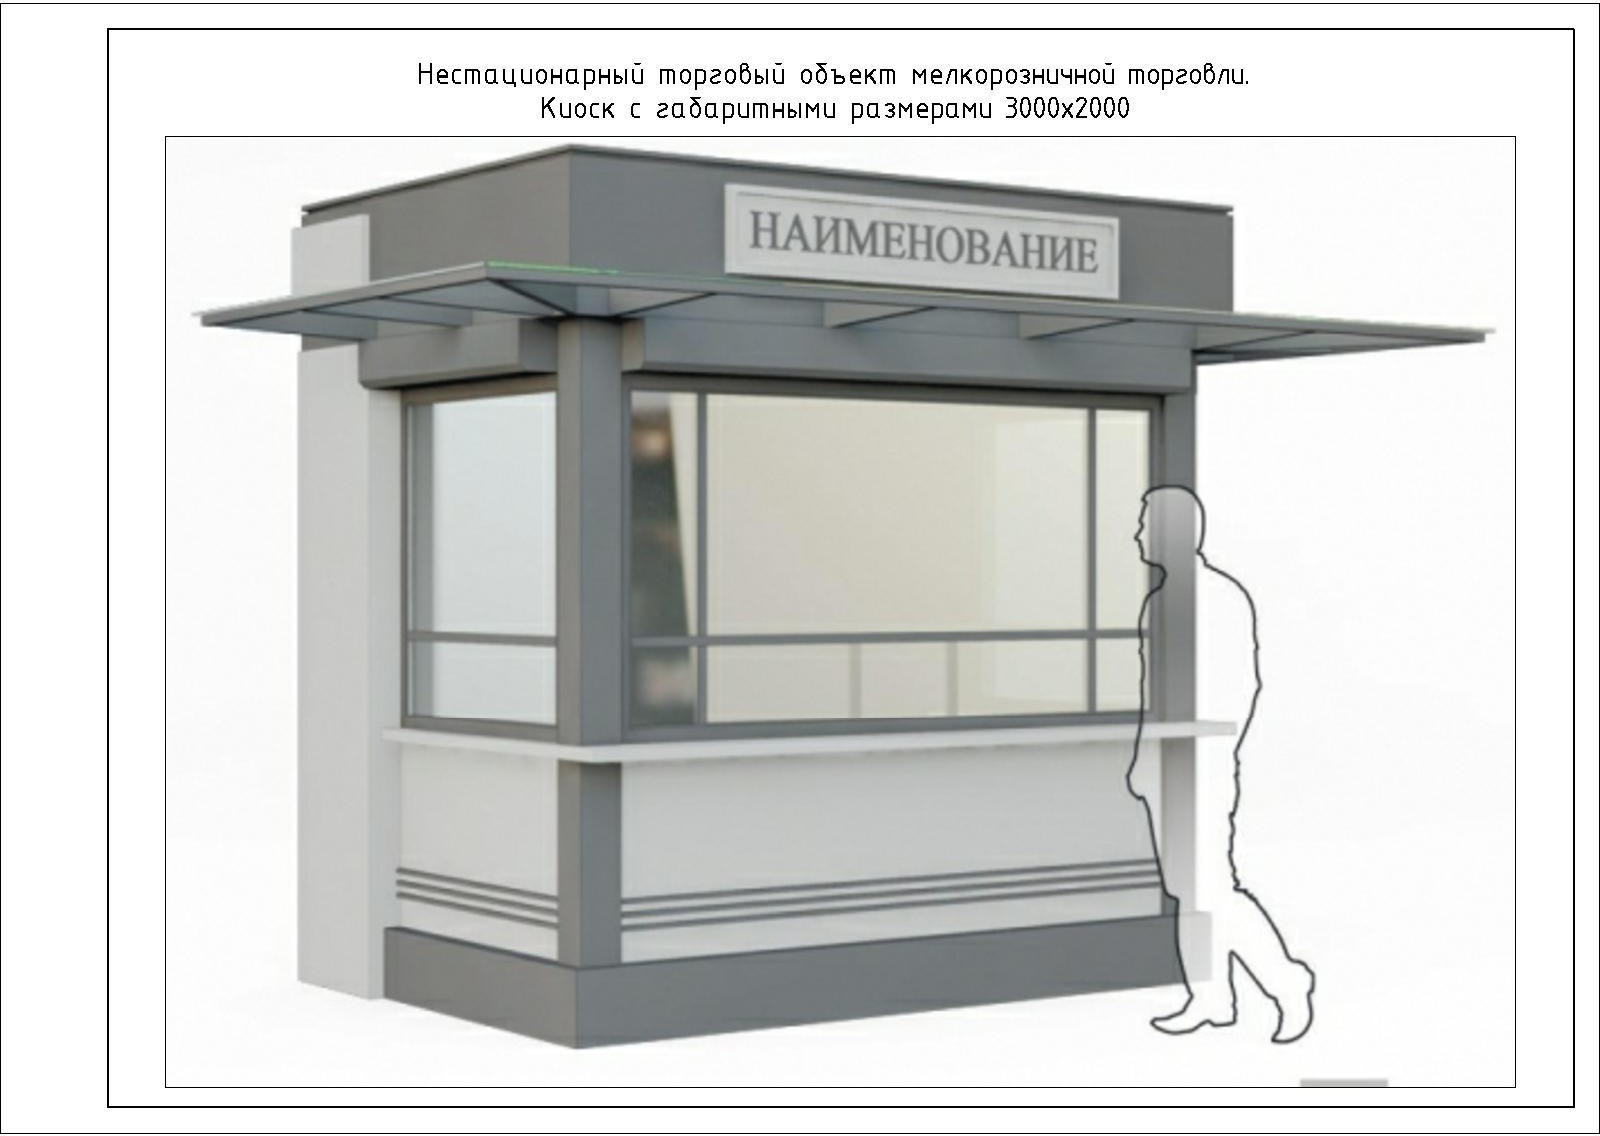 Нестационарный торговый объект мелкорозничной торговли.
Киоск с габаритными размерами 3000х2000
НАИМЕНОВАНИЕ